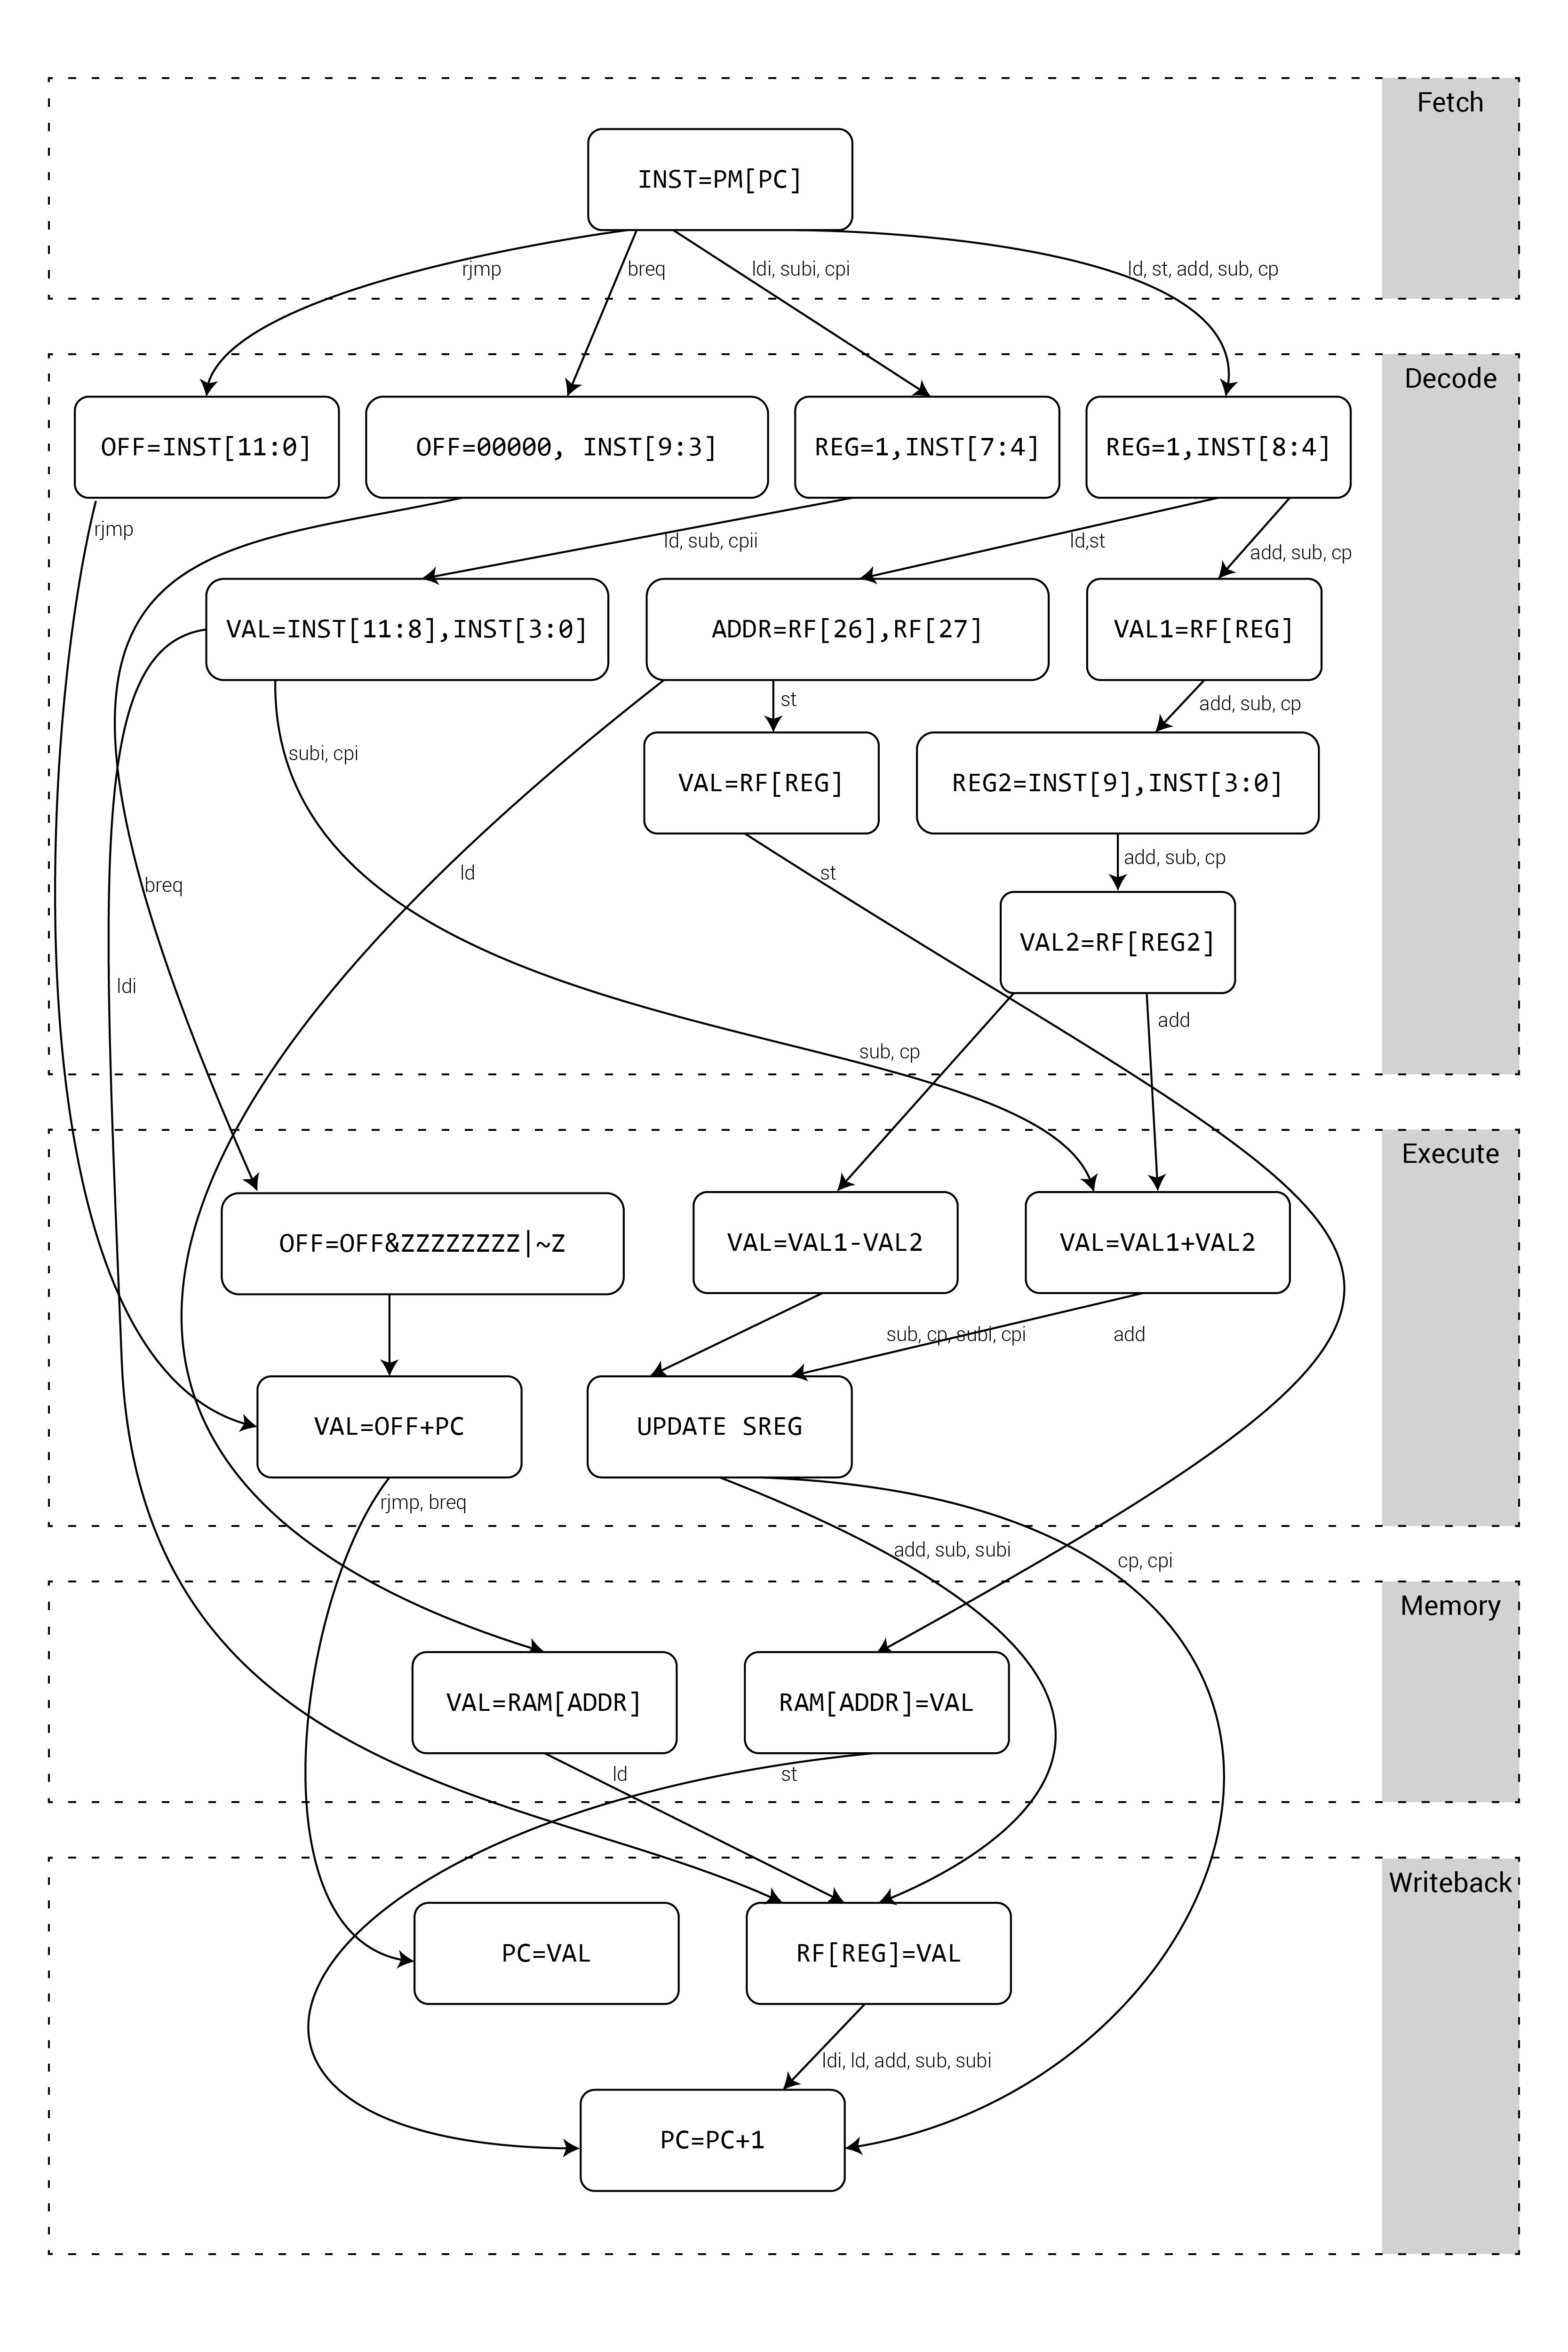 Fetch
INST=PM[PC]
rjmp
breq
ldi, subi, cpi
ld, st, add, sub, cp
Decode
OFF=INST[11:0]
OFF=00000, INST[9:3]
REG=1,INST[7:4]
REG=1,INST[8:4]
rjmp
ld, sub, cpii
ld,st
add, sub, cp
VAL=INST[11:8],INST[3:0]
ADDR=RF[26],RF[27]
VAL1=RF[REG]
st
add, sub, cp
subi, cpi
VAL=RF[REG]
REG2=INST[9],INST[3:0]
add, sub, cp
ld
st
breq
VAL2=RF[REG2]
ldi
add
sub, cp
Execute
OFF=OFF&ZZZZZZZZ|~Z
VAL=VAL1-VAL2
VAL=VAL1+VAL2
sub, cp, subi, cpi
add
VAL=OFF+PC
UPDATE SREG
rjmp, breq
add, sub, subi
cp, cpi
Memory
VAL=RAM[ADDR]
RAM[ADDR]=VAL
ld
st
Writeback
PC=VAL
RF[REG]=VAL
ldi, ld, add, sub, subi
PC=PC+1